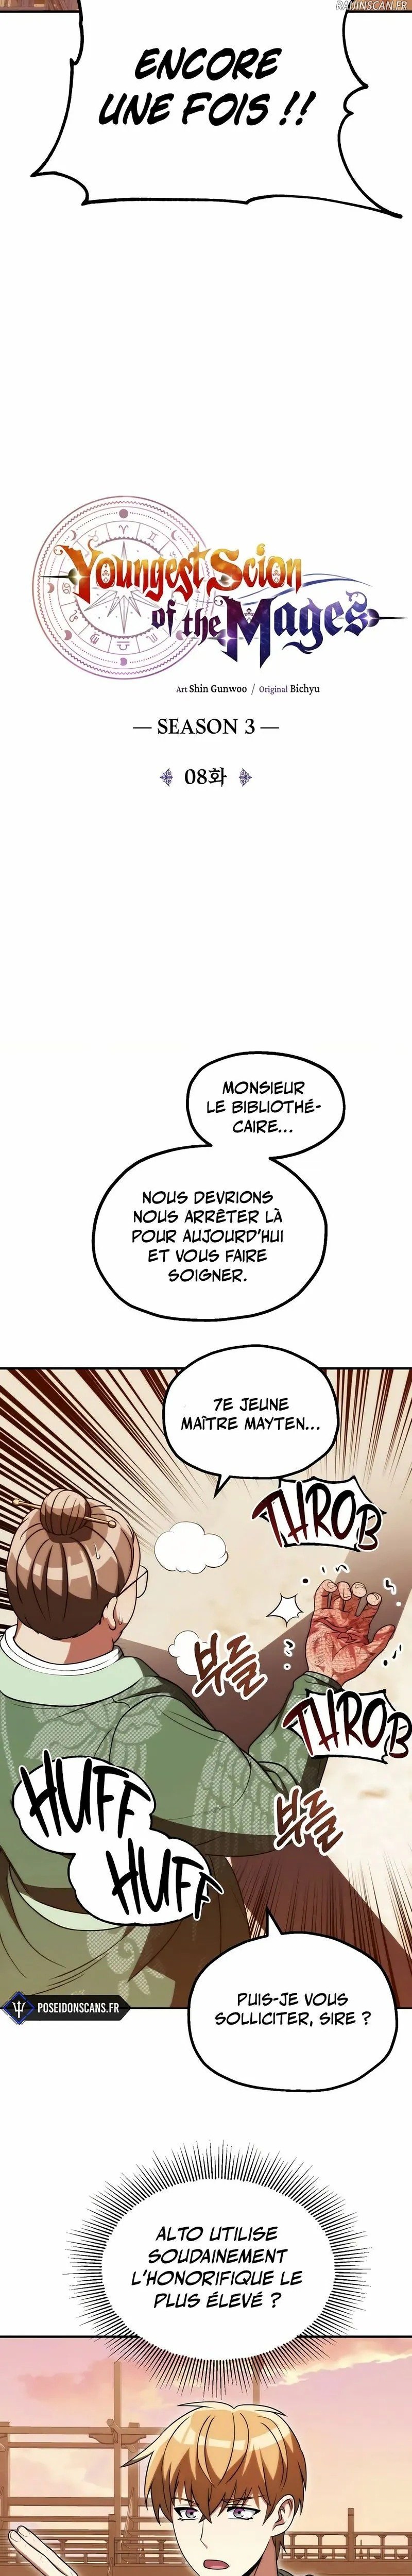 RAIJINSCAN.FR
ENCORE
UNE FOIS !!
Youngest Scion
of the Mages
Art Shin Gunwoo / Original Bichyu
— SEASON 3 —
08화
MONSIEUR
LE BIBLIOTHÉ-
CAIRE...
NOUS DEVRIONS
NOUS ARRÊTER LÀ
POUR AUJOURD'HUI
ET VOUS FAIRE
SOIGNER.
7E JEUNE
MAÎTRE MAYTEN...
THROB
부들
THROB
HUFF
부들
HUFF
POSEIDONSCANS.FR
PUIS-JE VOUS
SOLLICITER, SIRE ?
ALTO UTILISE
SOUDAINEMENT
L'HONORIFIQUE LE
PLUS ÉLEVÉ ?